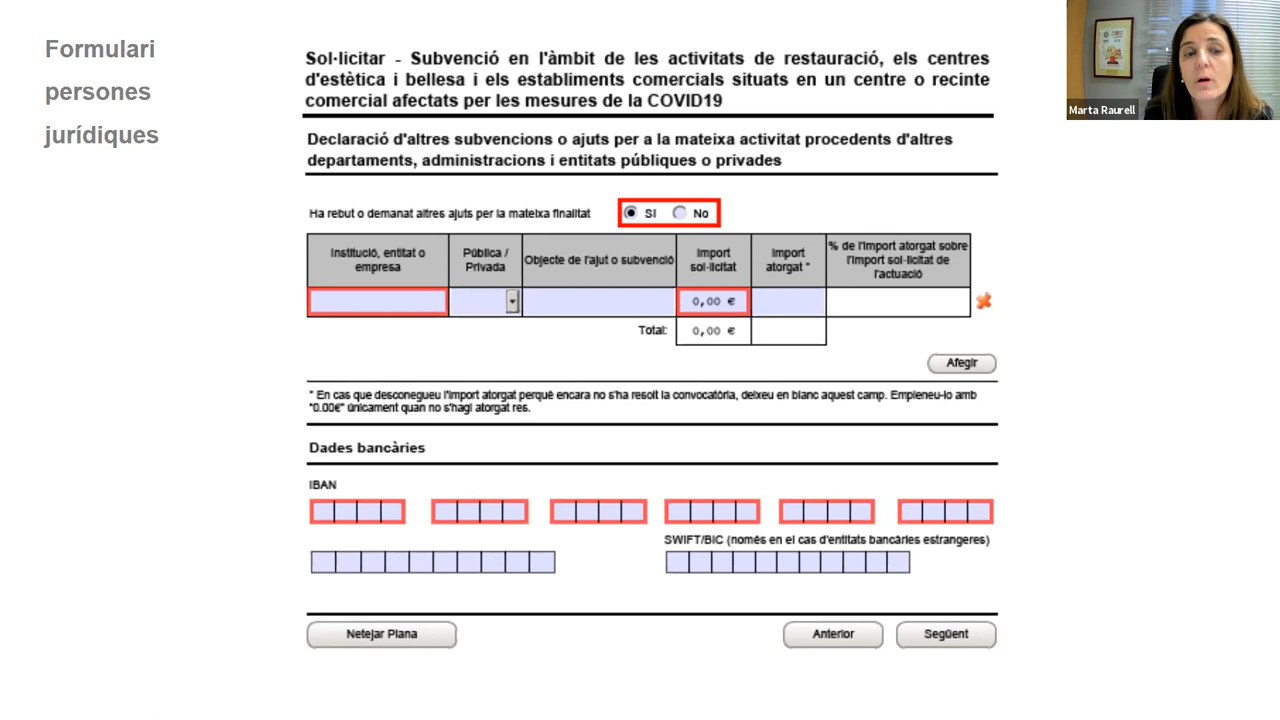 Formulari
persones
jurídiques
Sol·licitar - Subvenció en l'àmbit de les activitats de restauració, els centres
d'estètica i bellesa i els establiments comercials situats en un centre o recinte
comercial afectats per les mesures de la COVID19
Marta Raurell
Declaració d'altres subvencions o ajuts per a la mateixa activitat procedents d'altres
departaments, administracions i entitats públiques o privades
Ha rebut o demanat altres ajuts per la mateixa finalitat SI No
Institució, entitat o
empresa
Pública /
Privada
Objecte de l'ajut o subvenció
Import
sol·licitat
Import
atorgat *
% de l'import atorgat sobre
l'import sol·licitat de
l'actuació
0,00 €
Total: 0,00 €
Afegir
* En cas que desconegueu l'import atorgat perquè encara no s'ha resolt la convocatòria, deixeu en blanc aquest camp. Empleneu-lo amb
"0.00€" únicament quan no s'hagi atorgat res.
Dades bancàries
IBAN
SWIFT/BIC (només en el cas d'entitats bancàries estrangeres)
Netejar Plana Anterior Següent